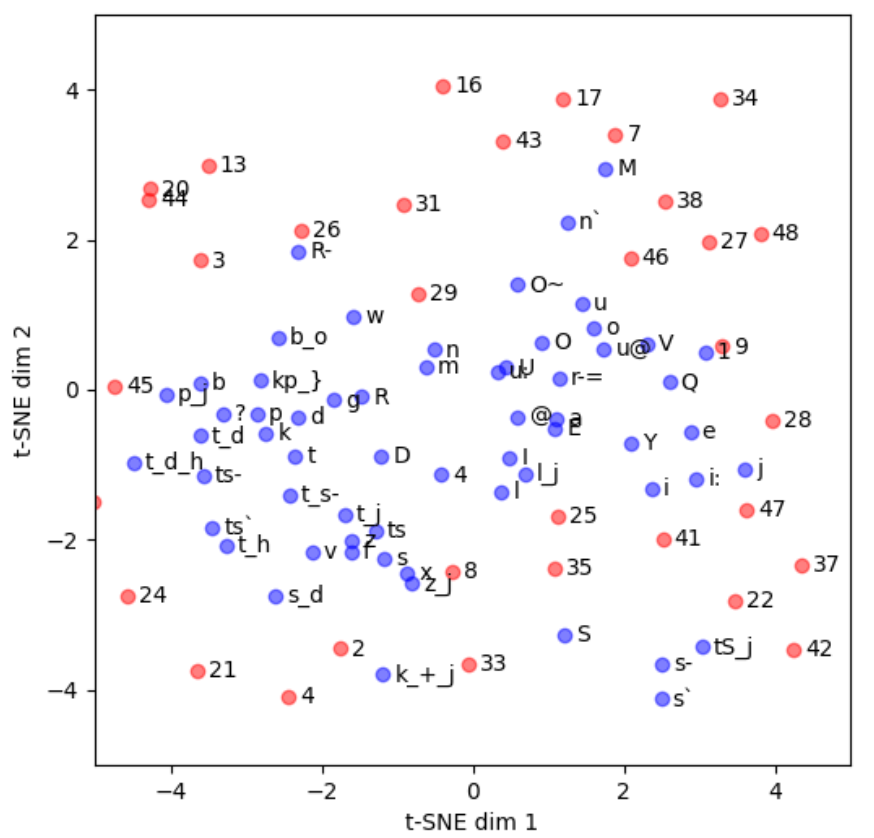 16
17
34
4
43
7
M
13
20
44
31
38
n`
26
27
48
2
R-
46
3
29
O~
u
w
o
b_o
O
u@
V
1
9
n
m
U
u:
r-=
Q
0
45
b
kp_}
p_j
g
R
?
p
d
@
a
E
28
t_d
k
Y
e
t_d_h
t
D
l
j
ts-
4
l_j
i:
t_s-
l
i
t_j
25
47
ts`
ts
z
41
−2
t_h
v
f
s
x
8
z_j
35
37
24
s_d
22
S
2
tS_j
42
21
k_+_j
33
s-
4
s`
−4
−4
−2
0
2
4
t-SNE dim 1
t-SNE dim 2